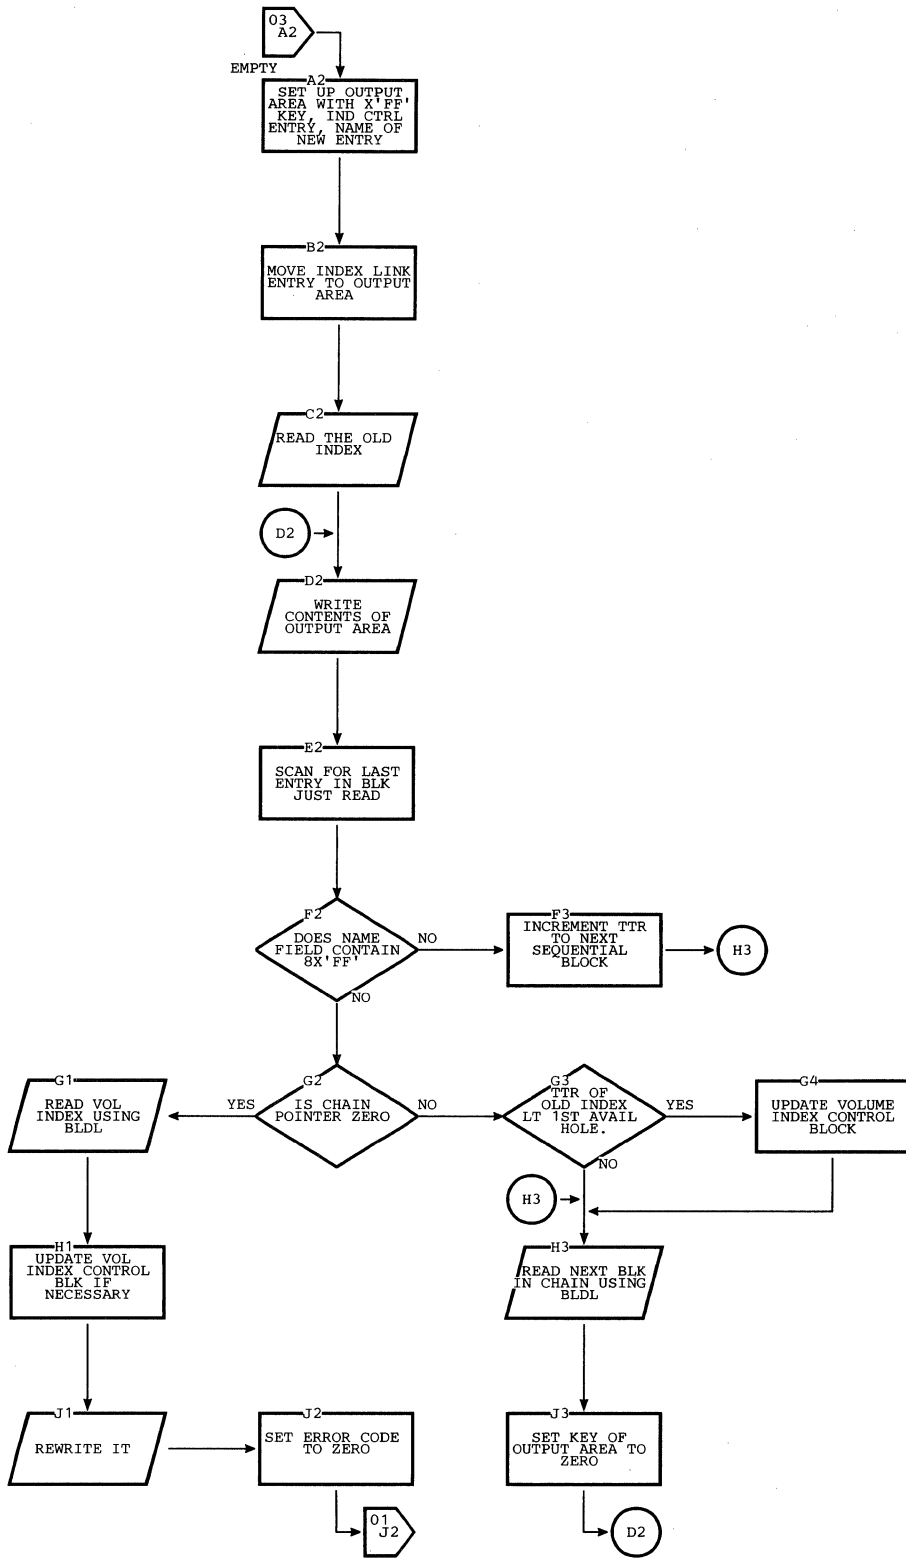 03
A2
EMPTY
A2
SET UP OUTPUT
AREA WITH X'FF'
KEY, IND CTRL
ENTRY, NAME OF
NEW ENTRY
B2
MOVE INDEX LINK
ENTRY TO OUTPUT
AREA
C2
READ THE OLD
INDEX
D2
D2
WRITE
CONTENTS OF
OUTPUT AREA
E2
SCAN FOR LAST
ENTRY IN BLK
JUST READ
F2
DOES NAME
FIELD CONTAIN
8X'FF'
NO
NO
F3
INCREMENT TTR
TO NEXT
SEQUENTIAL
BLOCK
H3
G1
READ VOL
INDEX USING
BLDL
YES
G2
IS CHAIN
POINTER ZERO
NO
G3
TTR OF
OLD INDEX
LT 1ST AVAIL
HOLE.
YES
NO
G4
UPDATE VOLUME
INDEX CONTROL
BLOCK
H3
H1
UPDATE VOL
INDEX CONTROL
BLK IF
NECESSARY
H3
READ NEXT BLK
IN CHAIN USING
BLDL
J1
REWRITE IT
J2
SET ERROR CODE
TO ZERO
J3
SET KEY OF
OUTPUT AREA TO
ZERO
01
J2
D2